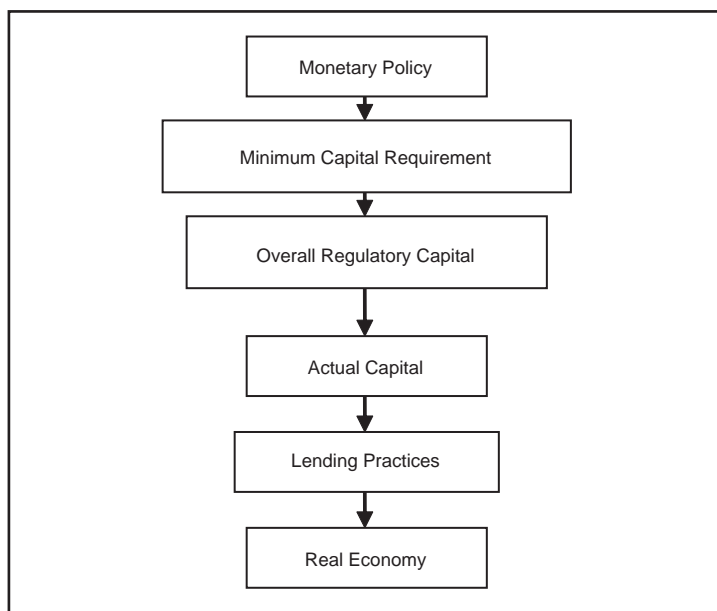 Monetary Policy
Minimum Capital Requirement
Overall Regulatory Capital
Actual Capital
Lending Practices
Real Economy